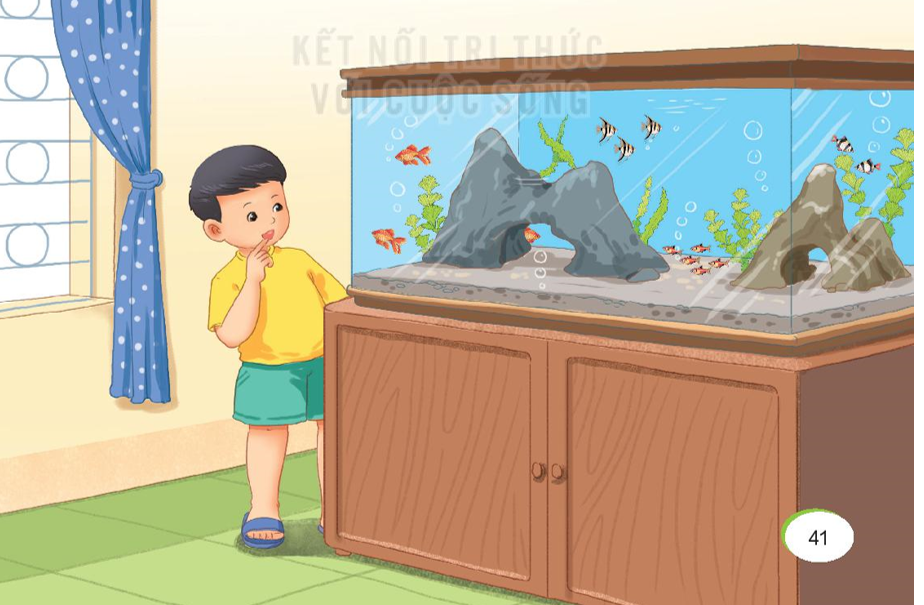 KẾT NỐI TRI THỨC
VỚI CUỘC SỐNG
41